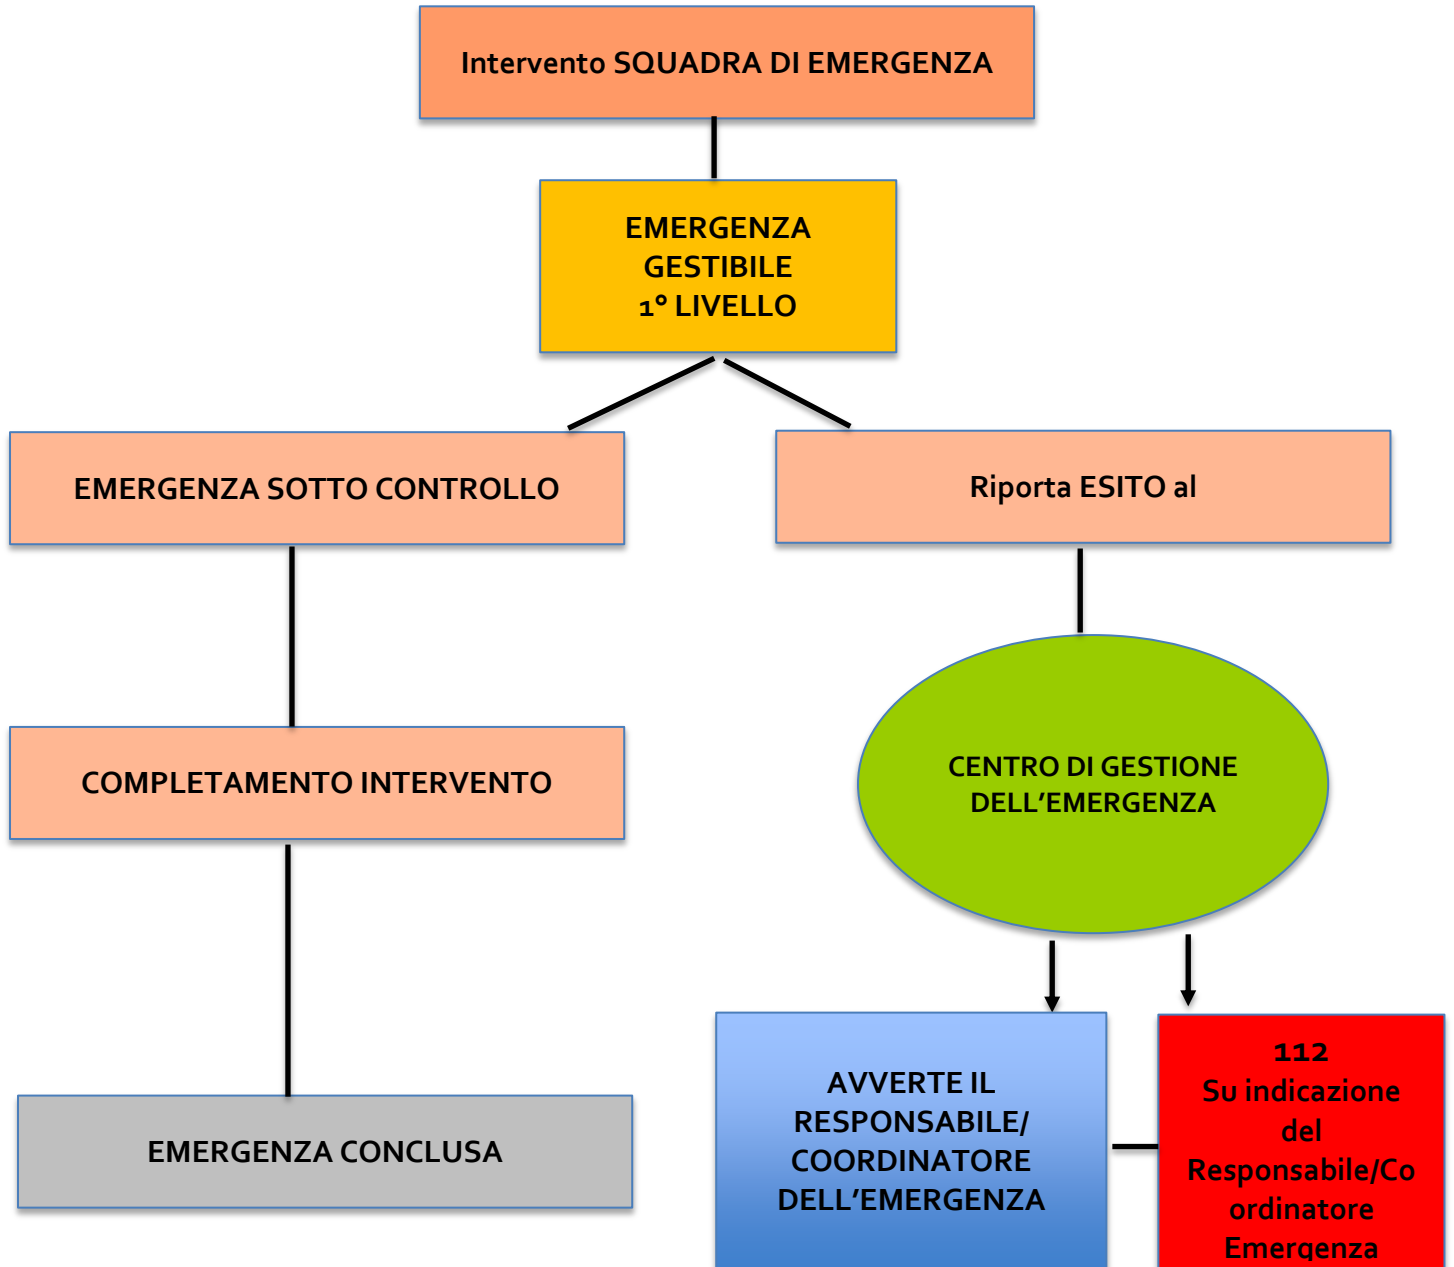 Intervento SQUADRA DI EMERGENZA
EMERGENZA
GESTIBILE
1° LIVELLO
EMERGENZA SOTTO CONTROLLO
Riporta ESITO al
COMPLETAMENTO INTERVENTO
CENTRO DI GESTIONE
DELL’EMERGENZA
EMERGENZA CONCLUSA
AVVERTE IL
RESPONSABILE/
COORDINATORE
DELL’EMERGENZA
112
Su indicazione
del
Responsabile/Co
ordinatore
Emergenza